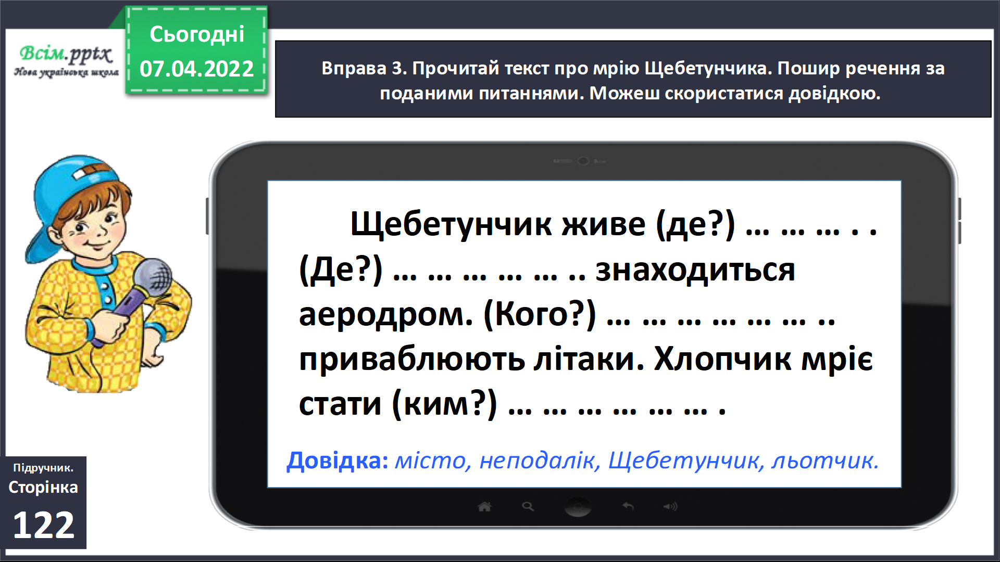 Всім.pptx
Нова українська школа
Сьогодні
07.04.2022
Вправа 3. Прочитай текст про мрію Щебетунчика. Пошир речення за
поданими питаннями. Можеш скористатися довідкою.
Щебетунчик живе (де?) … … … . .
(Де?) … … … … … .. знаходиться
аеродром. (Кого?) … … … … … … ..
приваблюють літаки. Хлопчик мріє
стати (ким?) … … … … … … .
Довідка: місто, неподалік, Щебетунчик, льотчик.
Підручник.
Сторінка
122